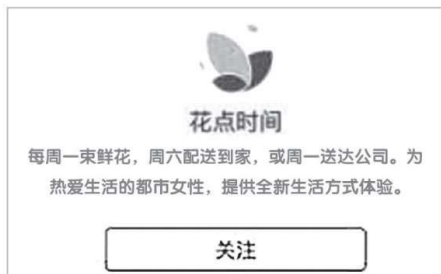 花点时间
每周一束鲜花，周六配送到家，或周一送达公司。为
热爱生活的都市女性，提供全新生活方式体验。
关注